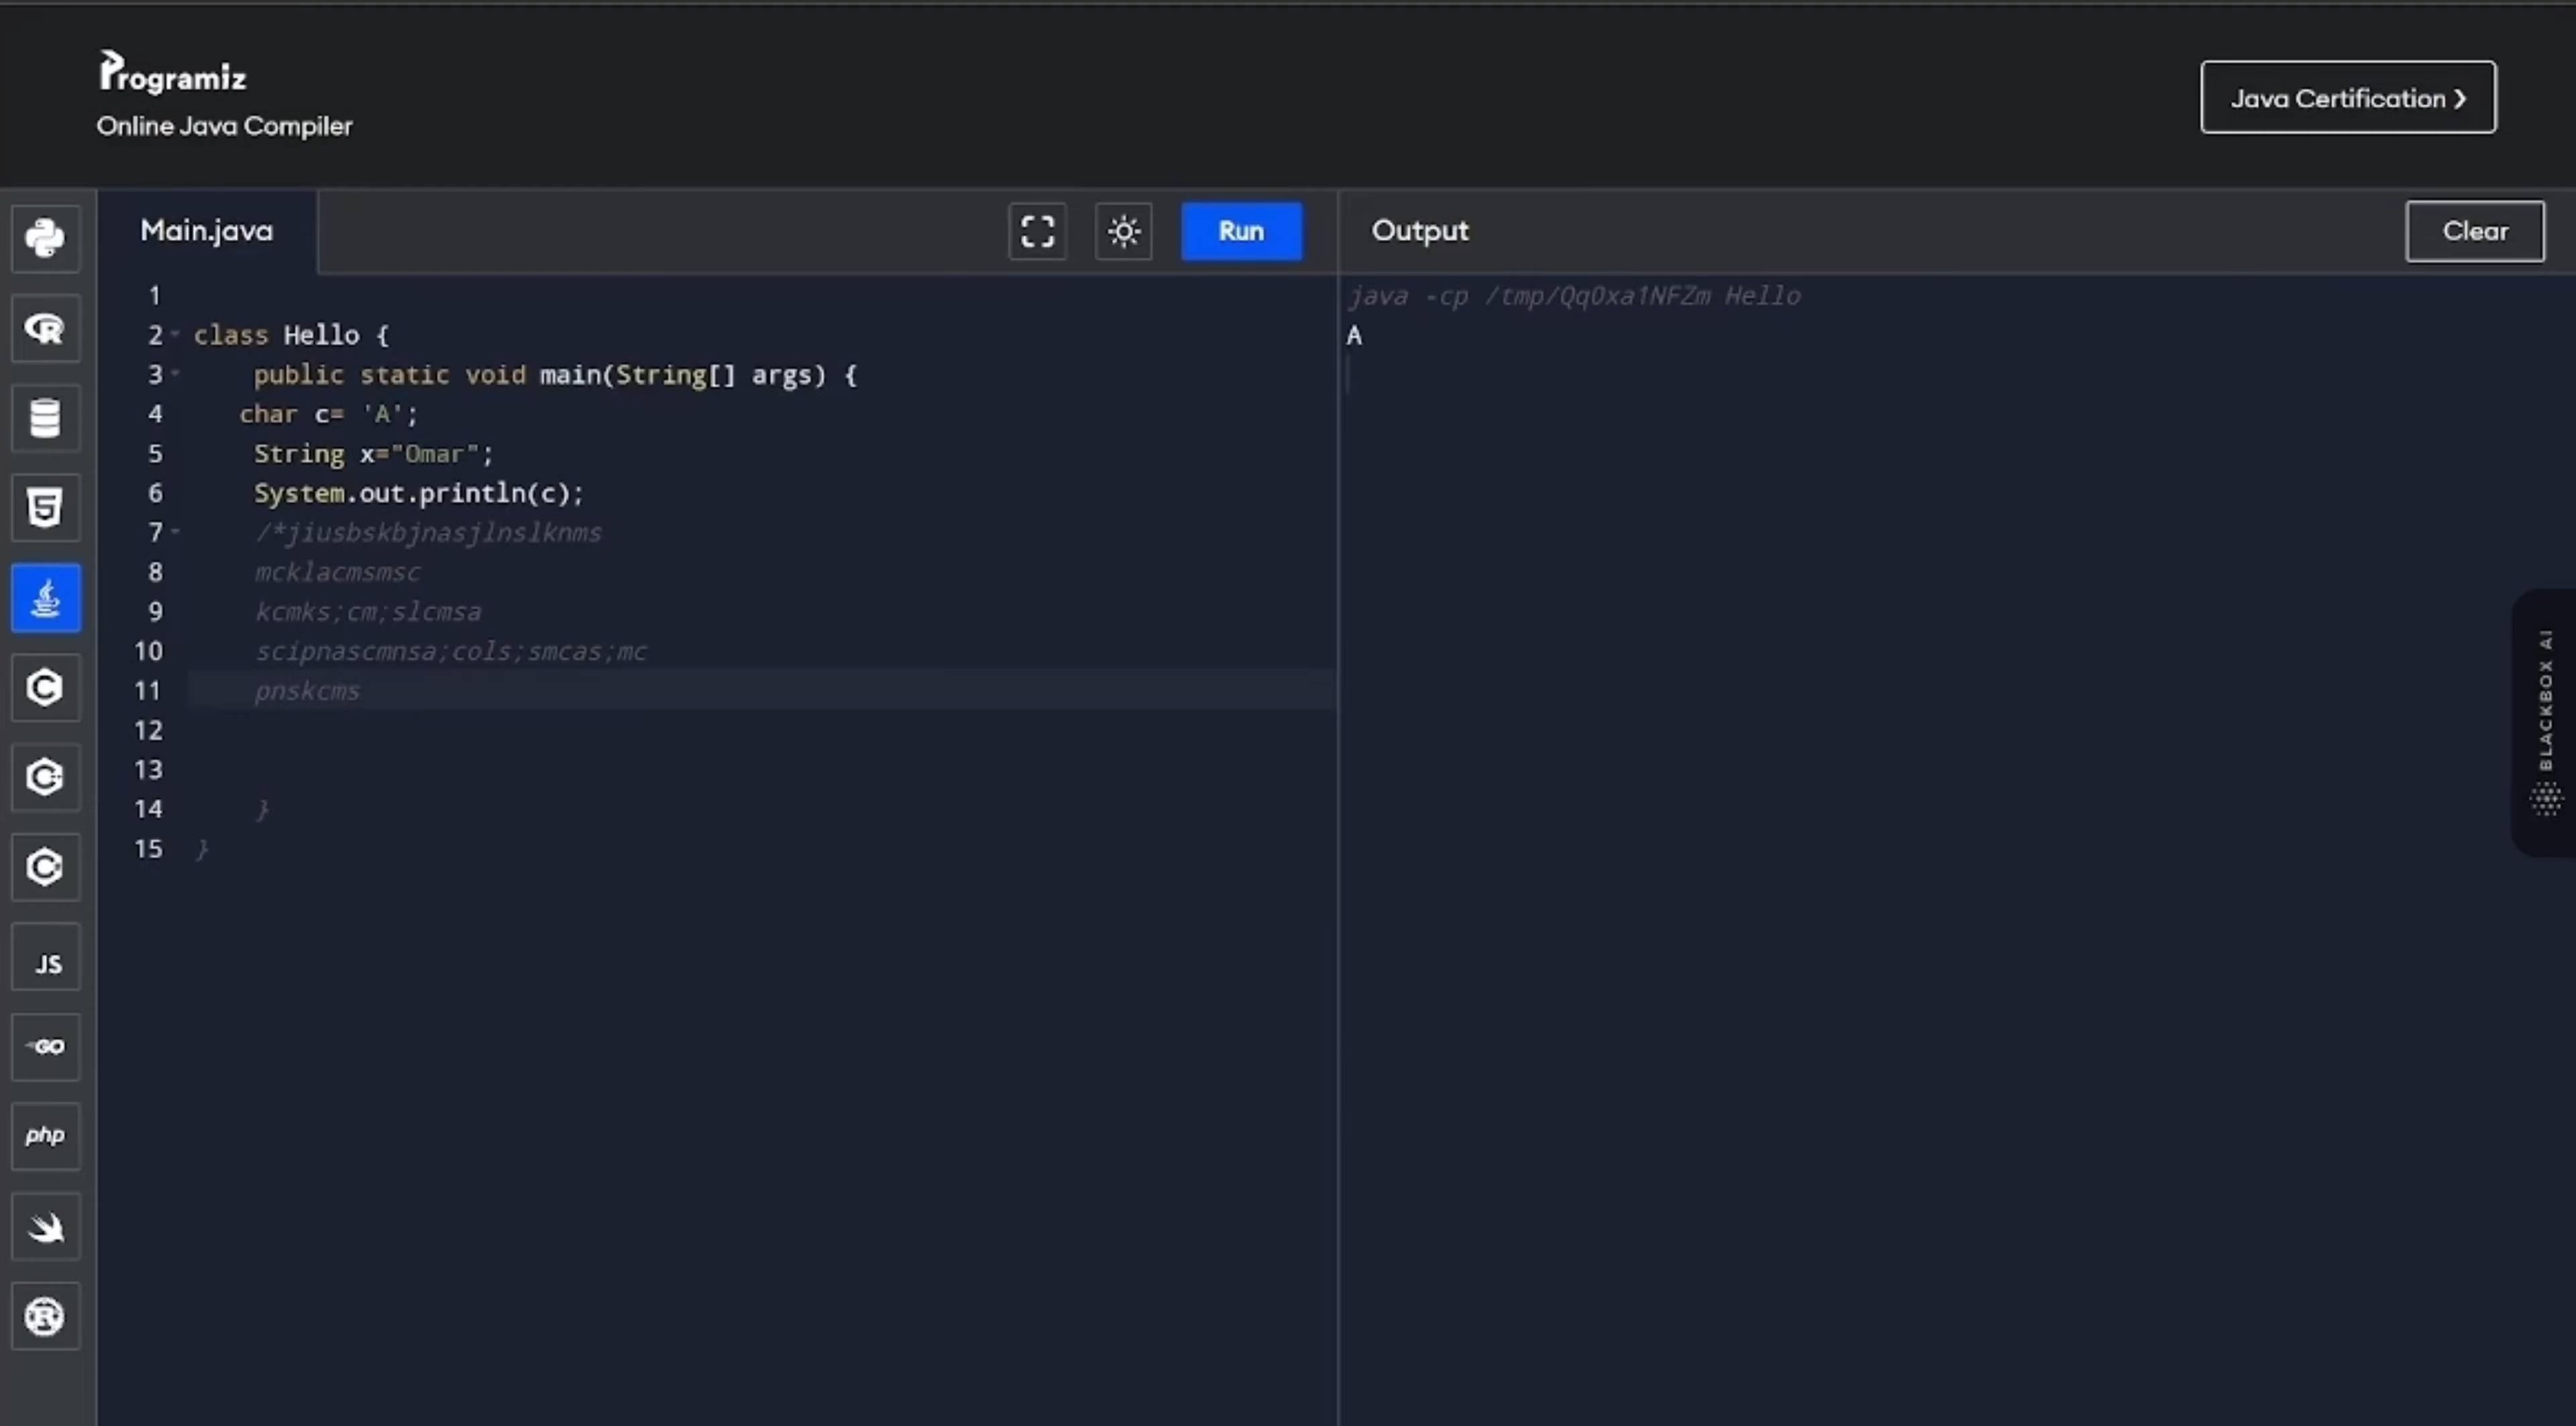 Programiz
Online Java Compiler
Java Certification ❯
Main.java
Run
Output
Clear
1
2 class Hello {
3 public static void main(String[] args) {
4 char c= 'A';
5 String x="Omar";
6 System.out.println(c);
7 /*jiusbskbjnasjlnslknms
8 mcklacmsmsc
9 kcmks;cm;slcmsa
10 scipnascmnsa;cols;smcas;mc
11 pnskcms
12
13
14 }
15 }
java -cp /tmp/Qq0xa1NFZm Hello
A
JS
GO
php
BLACKBOX AI